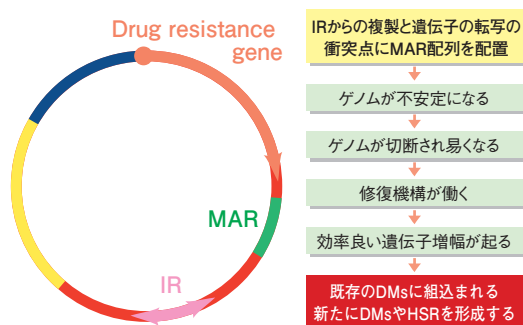 Drug resistance
gene
MAR
IR
IRからの複製と遺伝子の転写の
衝突点にMAR配列を配置
ゲノムが不安定になる
ゲノムが切断され易くなる
修復機構が働く
効率良い遺伝子増幅が起る
既存のDMsに組込まれる
新たにDMsやHSRを形成する